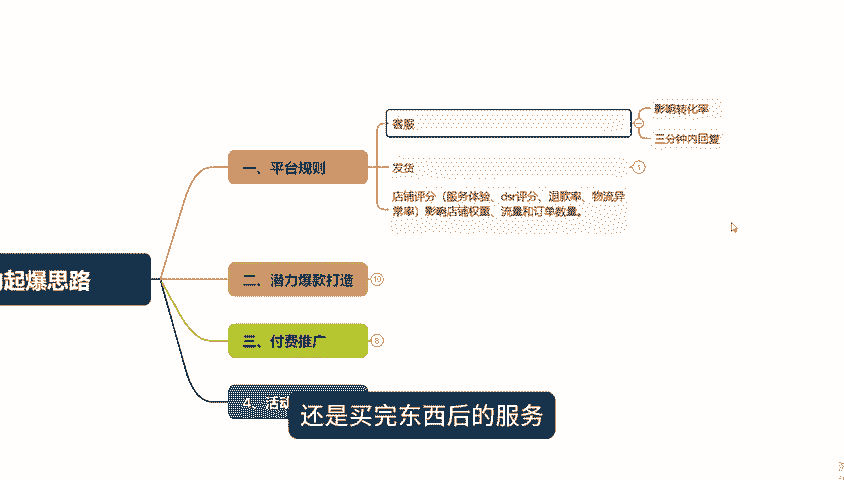 影响转化率
客服
三分钟内回复
一、平台规则
发货
1
店铺评分（服务体验、dsr评分、退款率、物流异
常率）影响店铺权重、流量和订单数量。
起爆思路
二、潜力爆款打造
10
三、付费推广
8
4、活动
还是买完东西后的服务